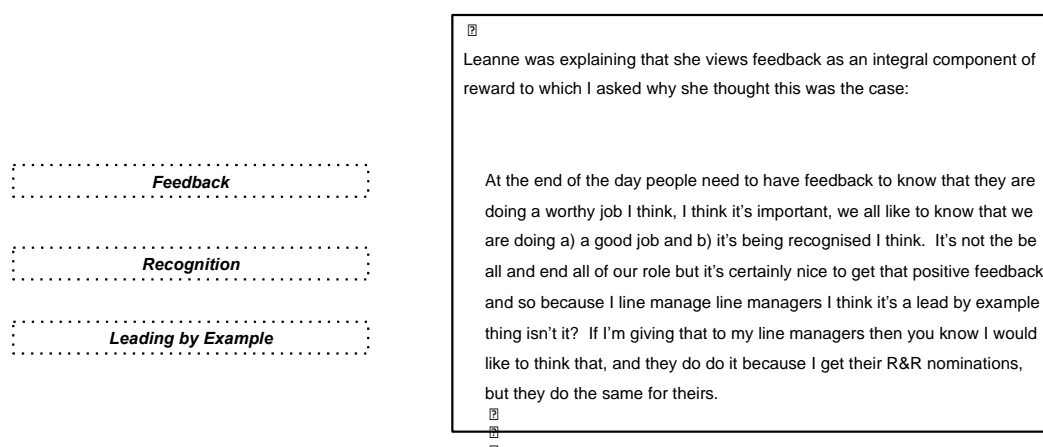 Leanne was explaining that she views feedback as an integral component of
reward to which I asked why she thought this was the case:
Feedback
Recognition
Leading by Example
At the end of the day people need to have feedback to know that they are
doing a worthy job I think, I think it’s important, we all like to know that we
are doing a) a good job and b) it’s being recognised I think.  It’s not the be
all and end all of our role but it’s certainly nice to get that positive feedback
and so because I line manage line managers I think it’s a lead by example
thing isn’t it?  If I’m giving that to my line managers then you know I would
like to think that, and they do do it because I get their R&R nominations,
but they do the same for theirs.